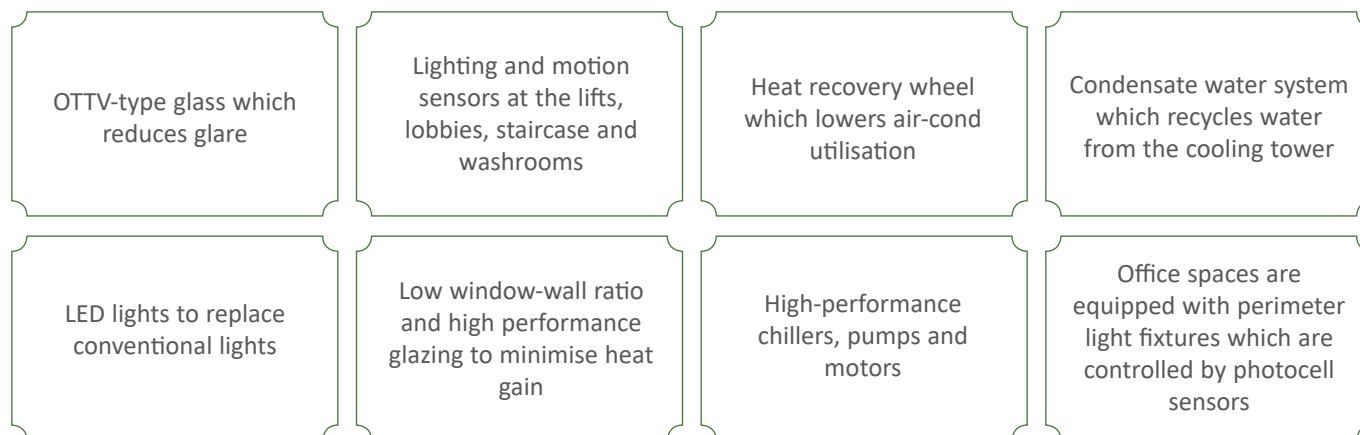 OTTV-type glass which
reduces glare
Lighting and motion
sensors at the lifts,
lobbies, staircase and
washrooms
Heat recovery wheel
which lowers air-cond
utilisation
Condensate water system
which recycles water
from the cooling tower
LED lights to replace
conventional lights
Low window-wall ratio
and high performance
glazing to minimise heat
gain
High-performance
chillers, pumps and
motors
Office spaces are
equipped with perimeter
light fixtures which are
controlled by photocell
sensors